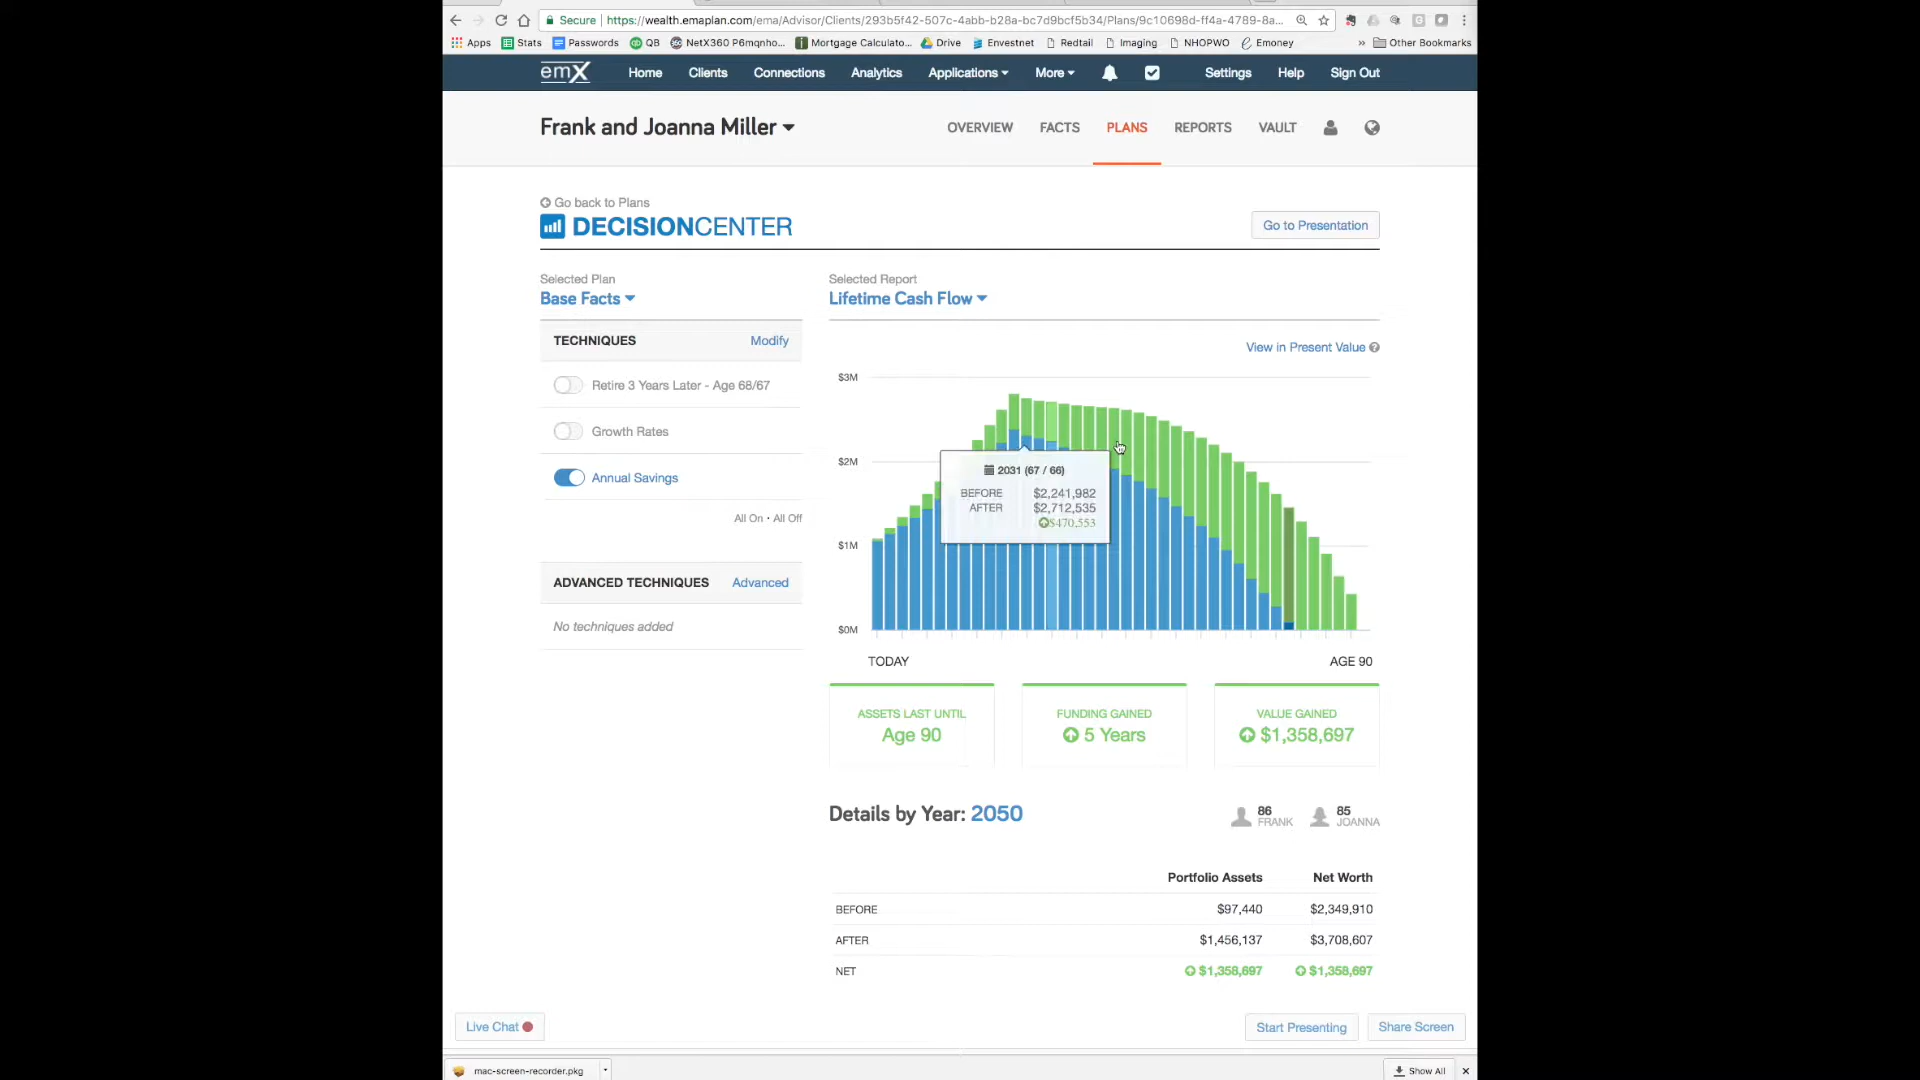 Secure https://wealth.emaplan.com/ema/Advisor/Clients/293b5f42-507c-4abb-b28a-bc7d9bcf5b34/Plans/9c10698d-ff4a-4789-8a...
Apps Stats Passwords QB NetX360 P6mqnho... Mortgage Calculato... Drive Envestnet Redtail Imaging NHOPWO Emoney » Other Bookmarks
emX Home Clients Connections Analytics Applications More Settings Help Sign Out
Frank and Joanna Miller OVERVIEW FACTS PLANS REPORTS VAULT
Go back to Plans
DECISIONCENTER Go to Presentation
Selected Plan Selected Report
Base Facts Lifetime Cash Flow
TECHNIQUES Modify
View in Present Value
Retire 3 Years Later - Age 68/67
Growth Rates
Annual Savings
All On • All Off
ADVANCED TECHNIQUES Advanced
No techniques added
$3M
$2M
$1M
$0M
2031 (67 / 66)
BEFORE $2,241,982
AFTER $2,712,535
$470,553
TODAY AGE 90
ASSETS LAST UNTIL FUNDING GAINED VALUE GAINED
Age 90 5 Years $1,358,697
Details by Year: 2050 86 FRANK 85 JOANNA
Portfolio Assets Net Worth
BEFORE $97,440 $2,349,910
AFTER $1,456,137 $3,708,607
NET $1,358,697 $1,358,697
Live Chat Start Presenting Share Screen
mac-screen-recorder.pkg Show All